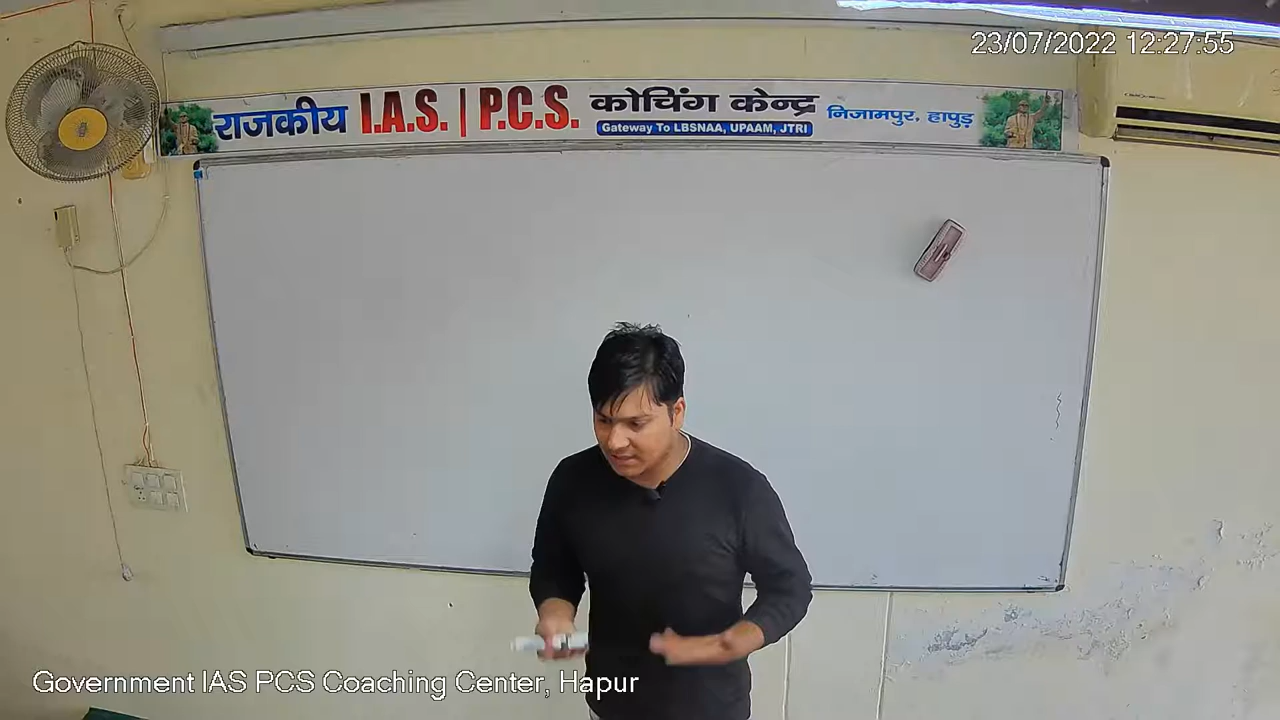 23/07/2022 12:27:55
राजकीय I.A.S. | P.C.S. कोचिंग केन्द्र निजामपुर, हापुड़
Gateway To LBSNAA, UPAAM, JTRI
Government IAS PCS Coaching Center, Hapur